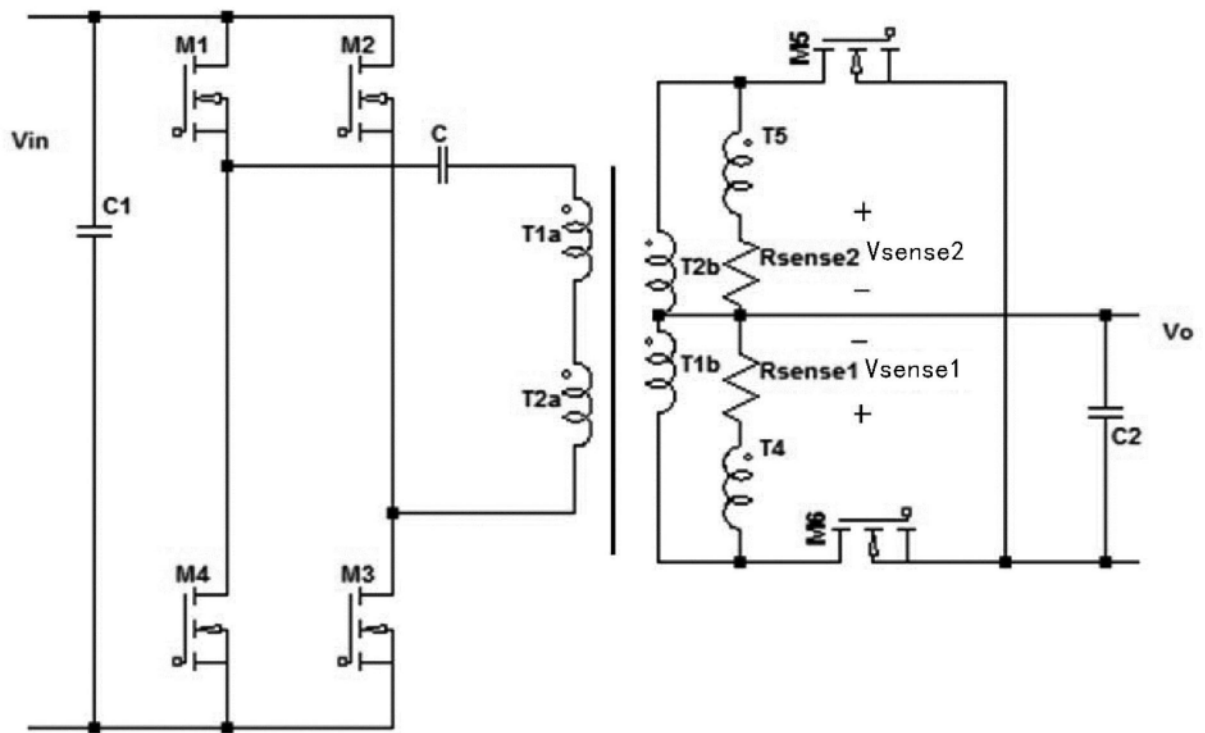 M1
M2
M5
Vin
C
T5
C1
T1a
+
T2b
Rsense2 Vsense2
−
Vo
−
T1b
Rsense1 Vsense1
T2a
+
C2
T4
M6
M4
M3